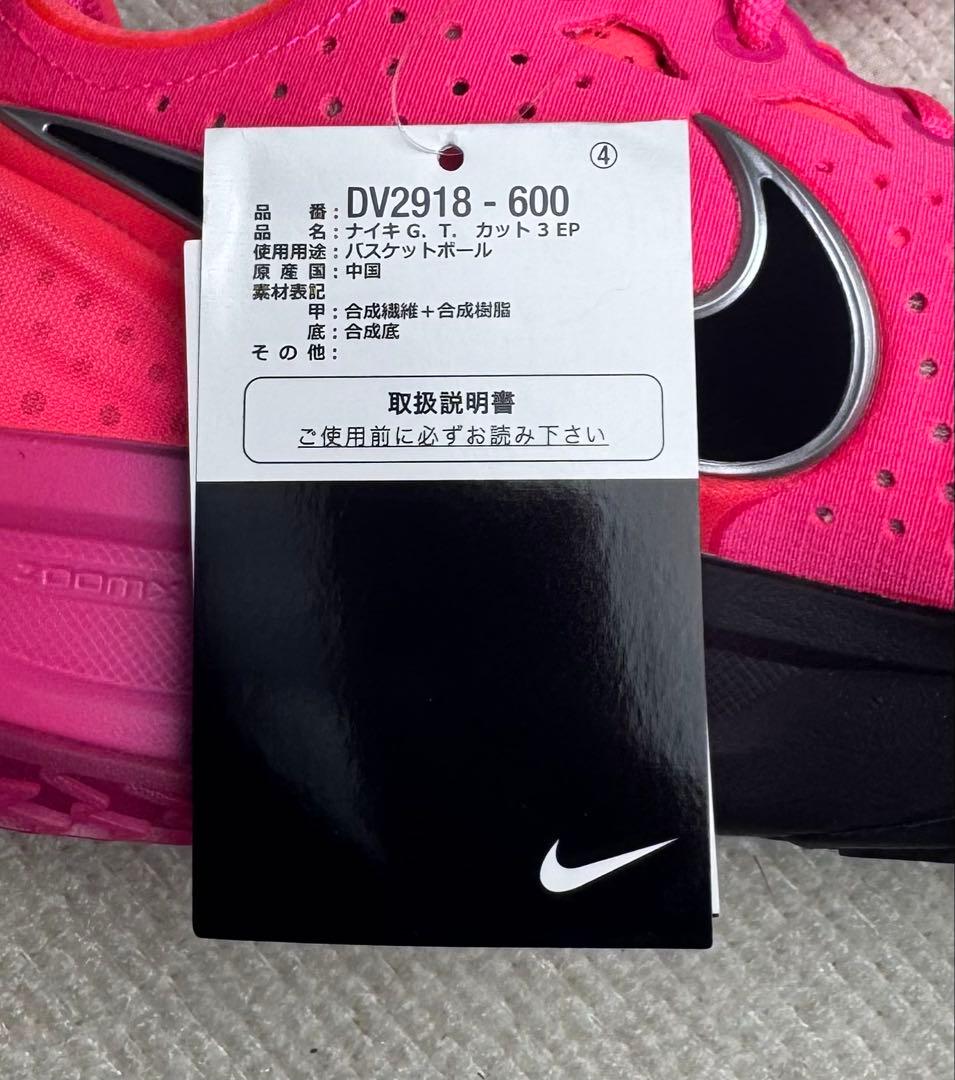 ④
品 番：DV2918 - 600
品 名：ナイキ G. T. カット 3 EP
使用用途：バスケットボール
原 産 国：中国
素材表記
甲：合成繊維＋合成樹脂
底：合成底
そ の 他：
取扱説明書
ご使用前に必ずお読み下さい
ZOOMX